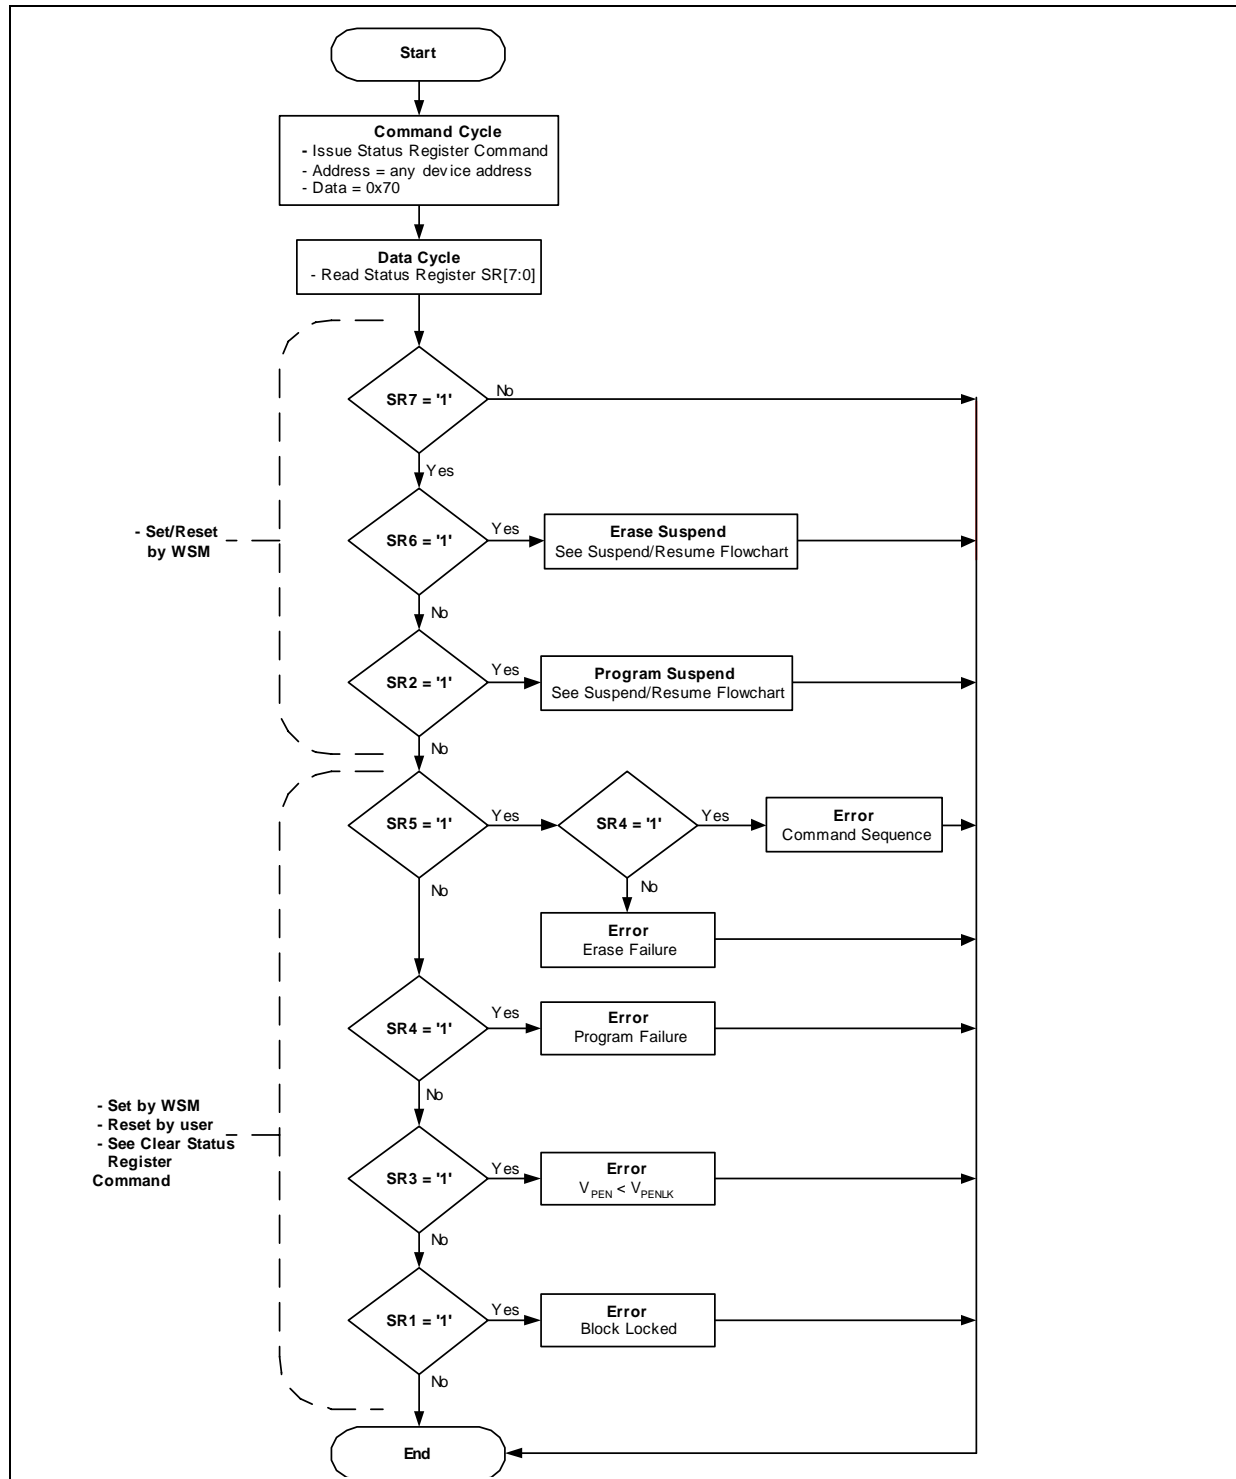 Start
Command Cycle
- Issue Status Register Command
- Address = any device address
- Data = 0x70
Data Cycle
- Read Status Register SR[7:0]
SR7 = '1'
No
Yes
- Set/Reset
by WSM
SR6 = '1'
Yes
Erase Suspend
See Suspend/Resume Flowchart
No
SR2 = '1'
Yes
Program Suspend
See Suspend/Resume Flowchart
No
SR5 = '1'
Yes
SR4 = '1'
Yes
Error
Command Sequence
No
No
Error
Erase Failure
SR4 = '1'
Yes
Error
Program Failure
No
- Set by WSM
- Reset by user
- See Clear Status
Register
Command
SR3 = '1'
Yes
Error
V PEN < V PENLK
No
SR1 = '1'
Yes
Error
Block Locked
No
End